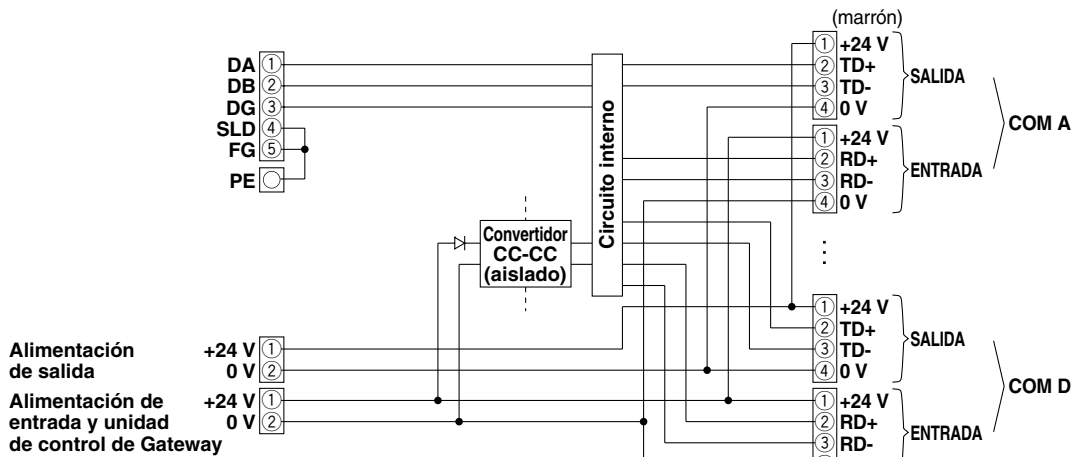 (marrón)
DA ①
DB ②
DG ③
SLD ④
FG ⑤
PE
Circuito interno
Convertidor
CC-CC
(aislado)
① +24 V
② TD+
③ TD-
④ 0 V
SALIDA
① +24 V
② RD+
③ RD-
④ 0 V
ENTRADA
COM A
① +24 V
② TD+
③ TD-
④ 0 V
SALIDA
① +24 V
② RD+
③ RD-
ENTRADA
COM D
Alimentación
de salida
+24 V ①
0 V ②
Alimentación de
entrada y unidad
de control de Gateway
+24 V ①
0 V ②